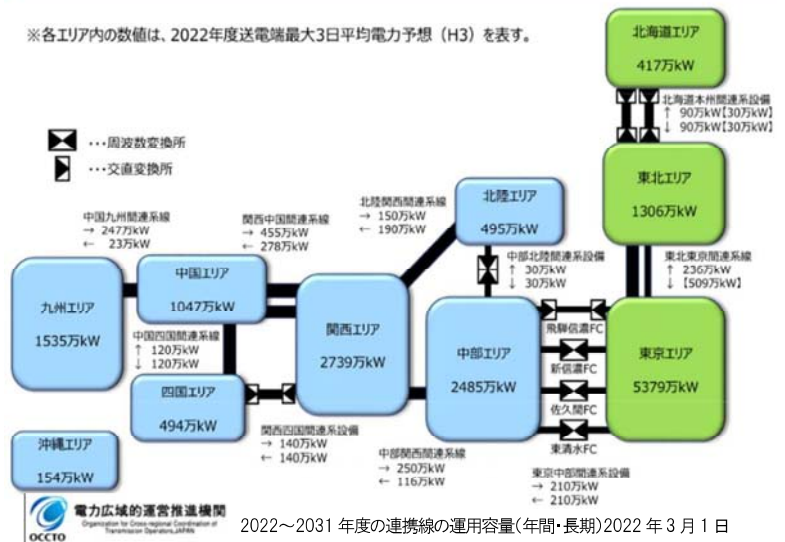 ※各エリア内の数値は、2022年度送電端最大3日平均電力予想（H3）を表す。
北海道エリア
417万kW
北海道本州間連系設備
↑ 90万kW【30万kW】
↓ 90万kW【30万kW】
…周波数変換所
…交直変換所
東北エリア
1306万kW
北陸エリア
495万kW
北陸関西間連系線
→ 150万kW
← 190万kW
中国九州間連系線
→ 247万kW
← 23万kW
関西中国間連系線
→ 455万kW
← 278万kW
中部北陸間連系設備
↑ 30万kW
↓ 30万kW
東北東京間連系線
↑ 236万kW
↓【509万kW】
九州エリア
1535万kW
中国エリア
1047万kW
関西エリア
2739万kW
中部エリア
2485万kW
東京エリア
5379万kW
飛騨信濃FC
新信濃FC
佐久間FC
東清水FC
中国四国間連系線
↑ 120万kW
↓ 120万kW
四国エリア
494万kW
関西四国間連系設備
→ 140万kW
← 140万kW
中部関西間連系線
→ 250万kW
← 116万kW
東京中部間連系設備
→ 210万kW
← 210万kW
沖縄エリア
154万kW
OCCTO
電力広域的運営推進機関
Organization for Cross-regional Coordination of
Transmission Operators,JAPAN
2022～2031年度の連携線の運用容量(年間・長期)2022年3月1日